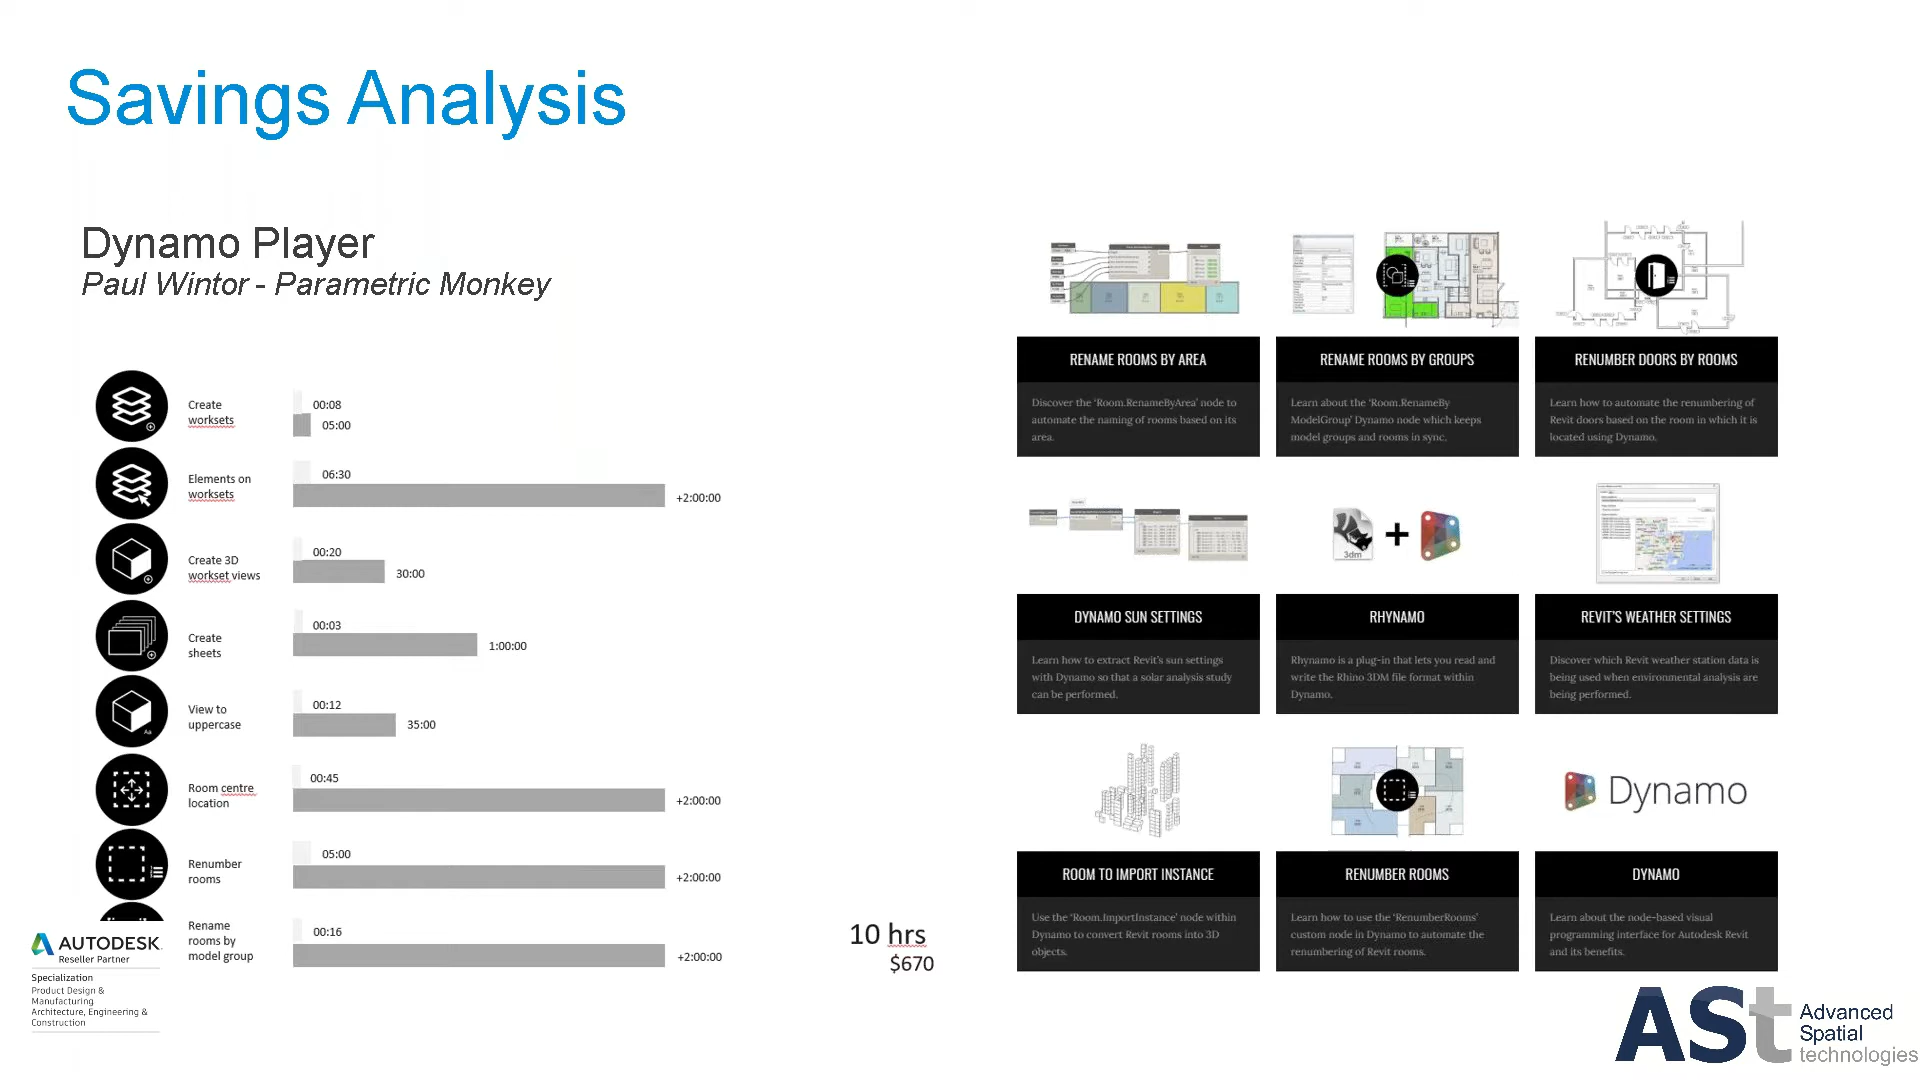 Savings Analysis
Dynamo Player
Paul Wintor - Parametric Monkey
Create
worksets
00:08
05:00
Elements on
worksets
06:30
+2:00:00
Create 3D
workset views
00:20
30:00
Create
sheets
00:03
1:00:00
View to
uppercase
Aa
00:12
35:00
Room centre
location
00:45
+2:00:00
Renumber
rooms
05:00
+2:00:00
Rename
rooms by
model group
00:16
+2:00:00
10 hrs
$670
RENAME ROOMS BY AREA
Discover the 'Room.RenameByArea' node to
automate the naming of rooms based on its
area.
RENAME ROOMS BY GROUPS
Learn about the 'Room.RenameBy
ModelGroup' Dynamo node which keeps
model groups and rooms in sync.
RENUMBER DOORS BY ROOMS
Learn how to automate the renumbering of
Revit doors based on the room in which it is
located using Dynamo.
DYNAMO SUN SETTINGS
Learn how to extract Revit's sun settings
with Dynamo so that a solar analysis study
can be performed.
3dm
+
RHYNAMO
Rhynamo is a plug-in that lets you read and
write the Rhino 3DM file format within
Dynamo.
REVIT'S WEATHER SETTINGS
Discover which Revit weather station data is
being used when environmental analysis are
being performed.
ROOM TO IMPORT INSTANCE
Use the 'Room.ImportInstance' node within
Dynamo to convert Revit rooms into 3D
objects.
RENUMBER ROOMS
Learn how to use the 'RenumberRooms'
custom node in Dynamo to automate the
renumbering of Revit rooms.
Dynamo
DYNAMO
Learn about the node-based visual
programming interface for Autodesk Revit
and its benefits.
AUTODESK
Reseller Partner
Specialization
Product Design &
Manufacturing
Architecture, Engineering &
Construction
ASt
Advanced
Spatial
technologies